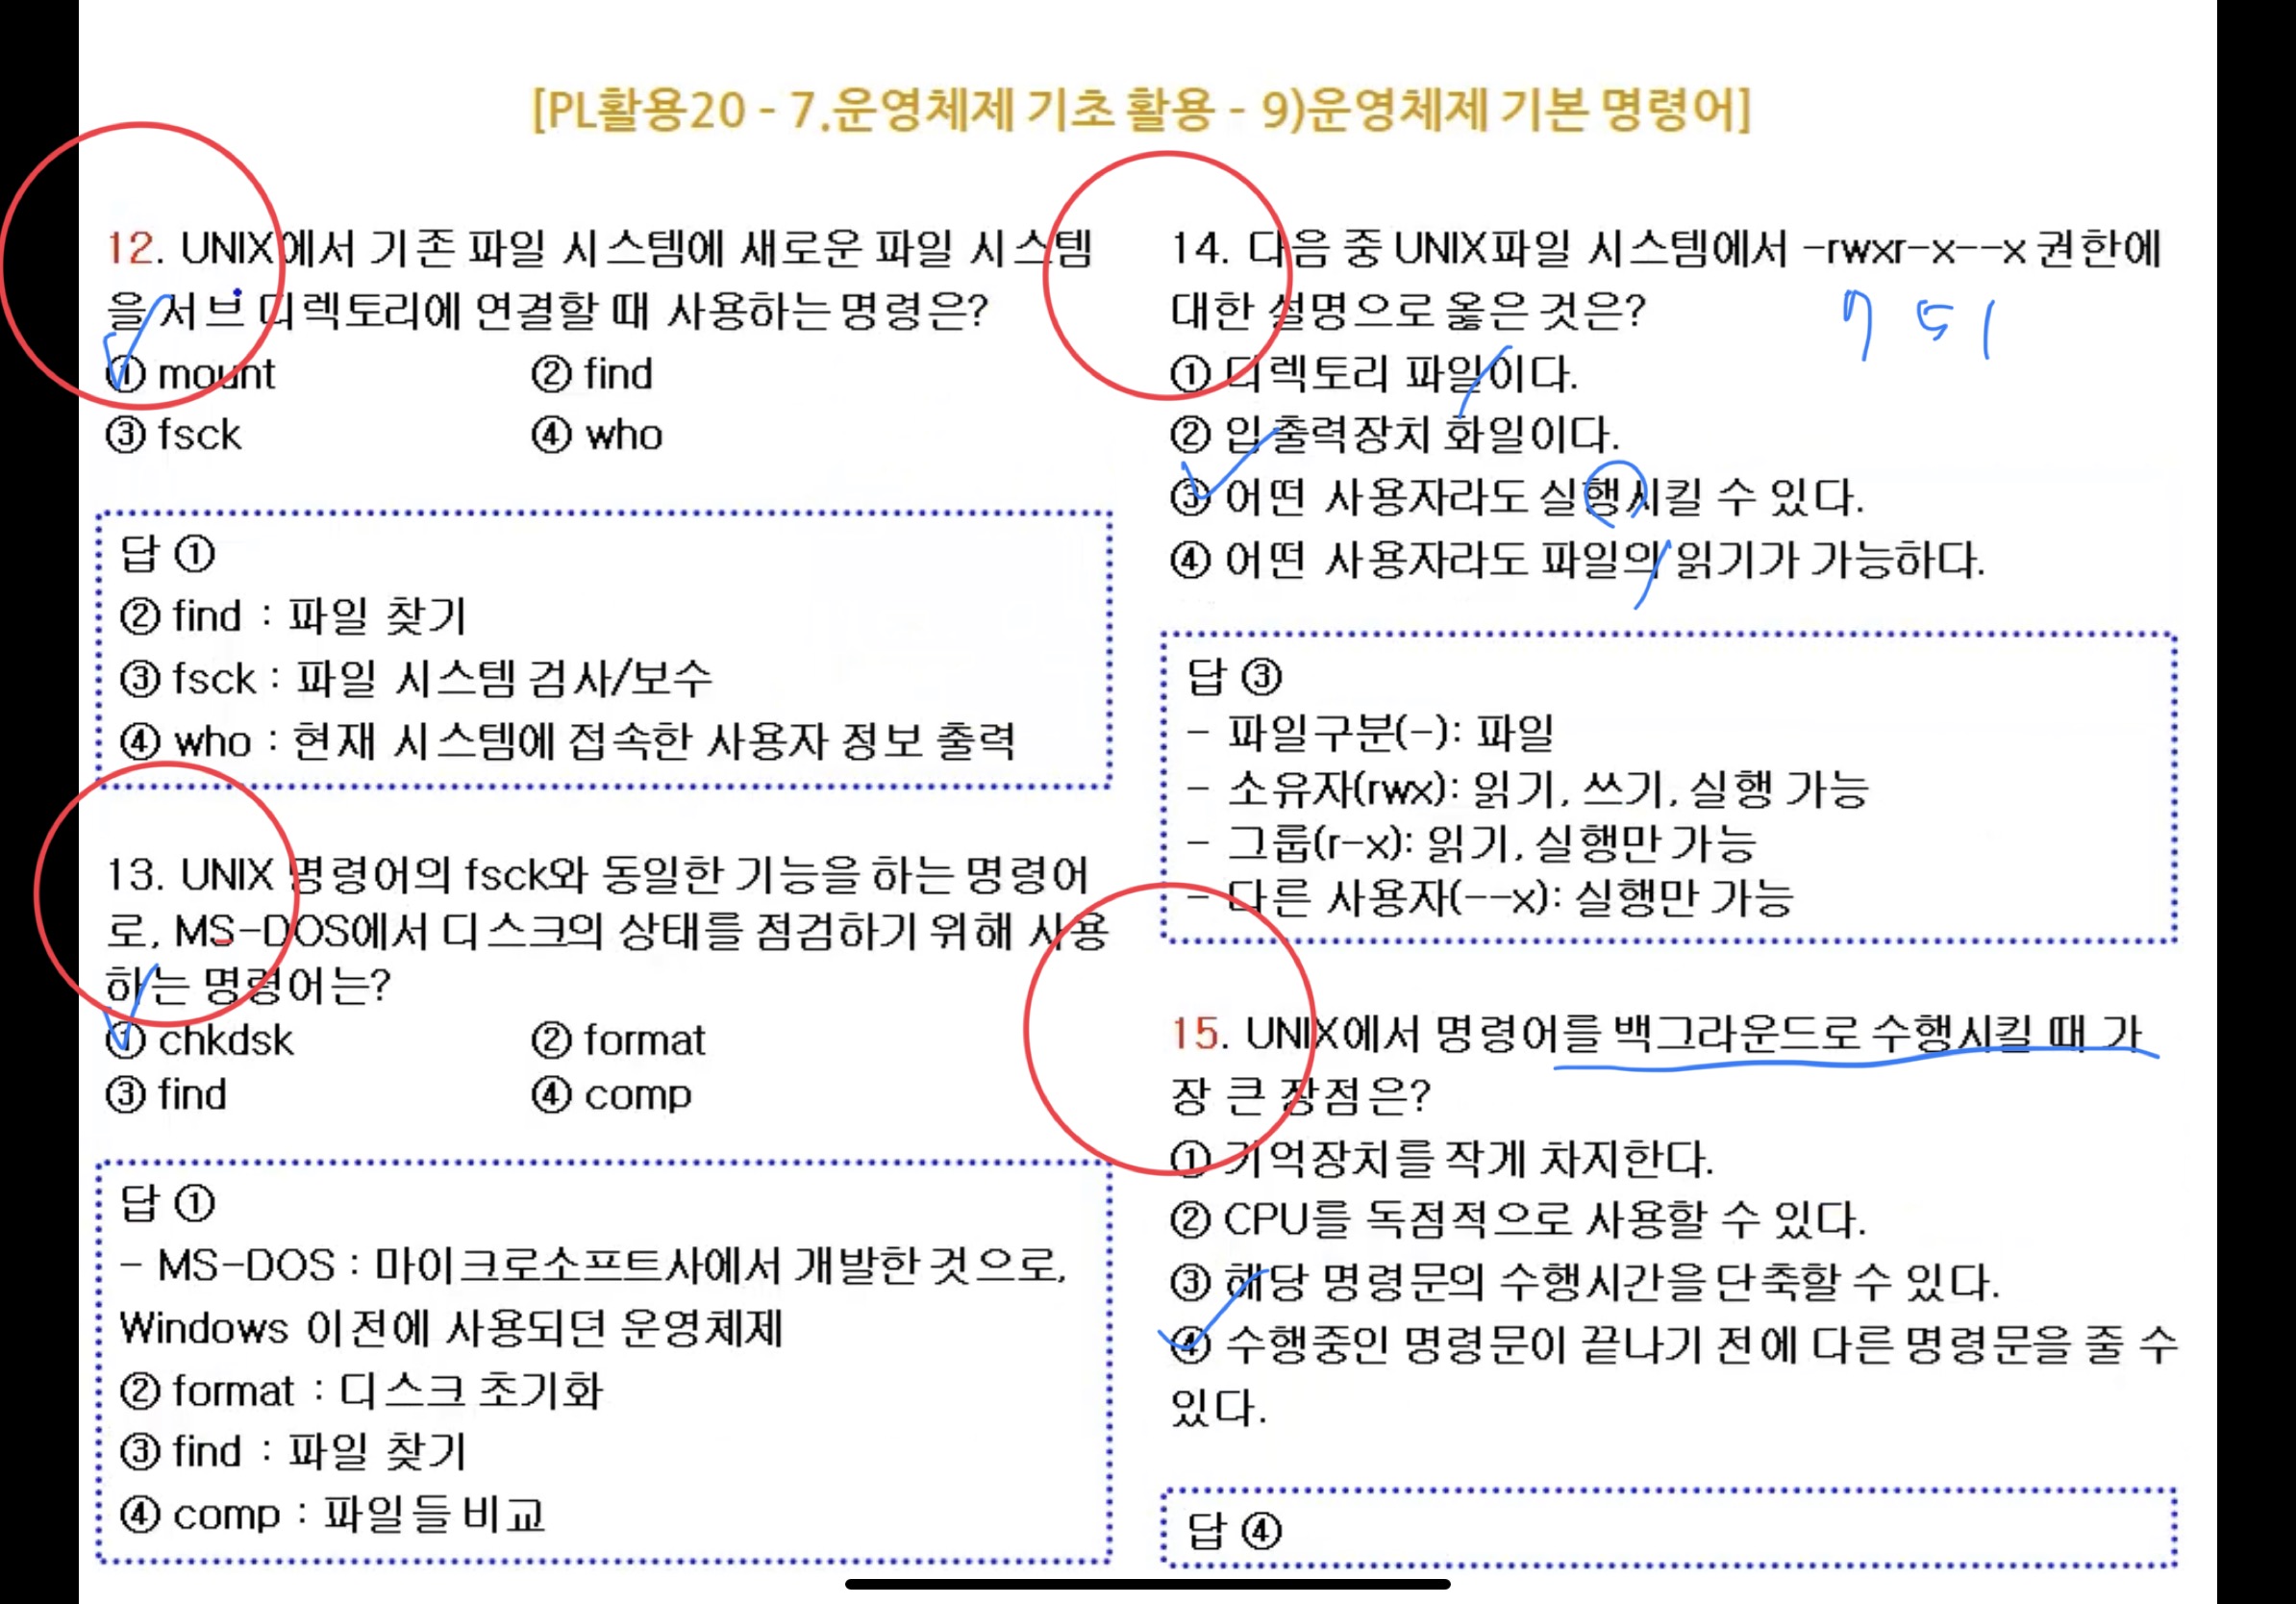 [PL활용20 - 7.운영체제 기초 활용 - 9)운영체제 기본 명령어]
12. UNIX에서 기존 파일 시스템에 새로운 파일 시스템
을 서브 디렉토리에 연결할 때 사용하는 명령은?
① mount ② find
③ fsck ④ who
답 ①
② find : 파일 찾기
③ fsck : 파일 시스템 검사/보수
④ who : 현재 시스템에 접속한 사용자 정보 출력
13. UNIX 명령어의 fsck와 동일한 기능을 하는 명령어
로, MS-DOS에서 디스크의 상태를 점검하기 위해 사용
하는 명령어는?
① chkdsk ② format
③ find ④ comp
답 ①
- MS-DOS : 마이크로소프트사에서 개발한 것으로,
Windows 이전에 사용되던 운영체제
② format : 디스크 초기화
③ find : 파일 찾기
④ comp : 파일들 비교
14. 다음 중 UNIX파일 시스템에서 -rwxr-x--x 권한에
대한 설명으로 옳은 것은?
7 5 1
① 디렉토리 파일이다.
② 입출력장치 화일이다.
③ 어떤 사용자라도 실행시킬 수 있다.
④ 어떤 사용자라도 파일의 읽기가 가능하다.
답 ③
- 파일구분(-): 파일
- 소유자(rwx): 읽기, 쓰기, 실행 가능
- 그룹(r-x): 읽기, 실행만 가능
- 다른 사용자(--x): 실행만 가능
15. UNIX에서 명령어를 백그라운드로 수행시킬 때 가
장 큰 장점은?
① 기억장치를 작게 차지한다.
② CPU를 독점적으로 사용할 수 있다.
③ 해당 명령문의 수행시간을 단축할 수 있다.
④ 수행중인 명령문이 끝나기 전에 다른 명령문을 줄 수
있다.
답 ④